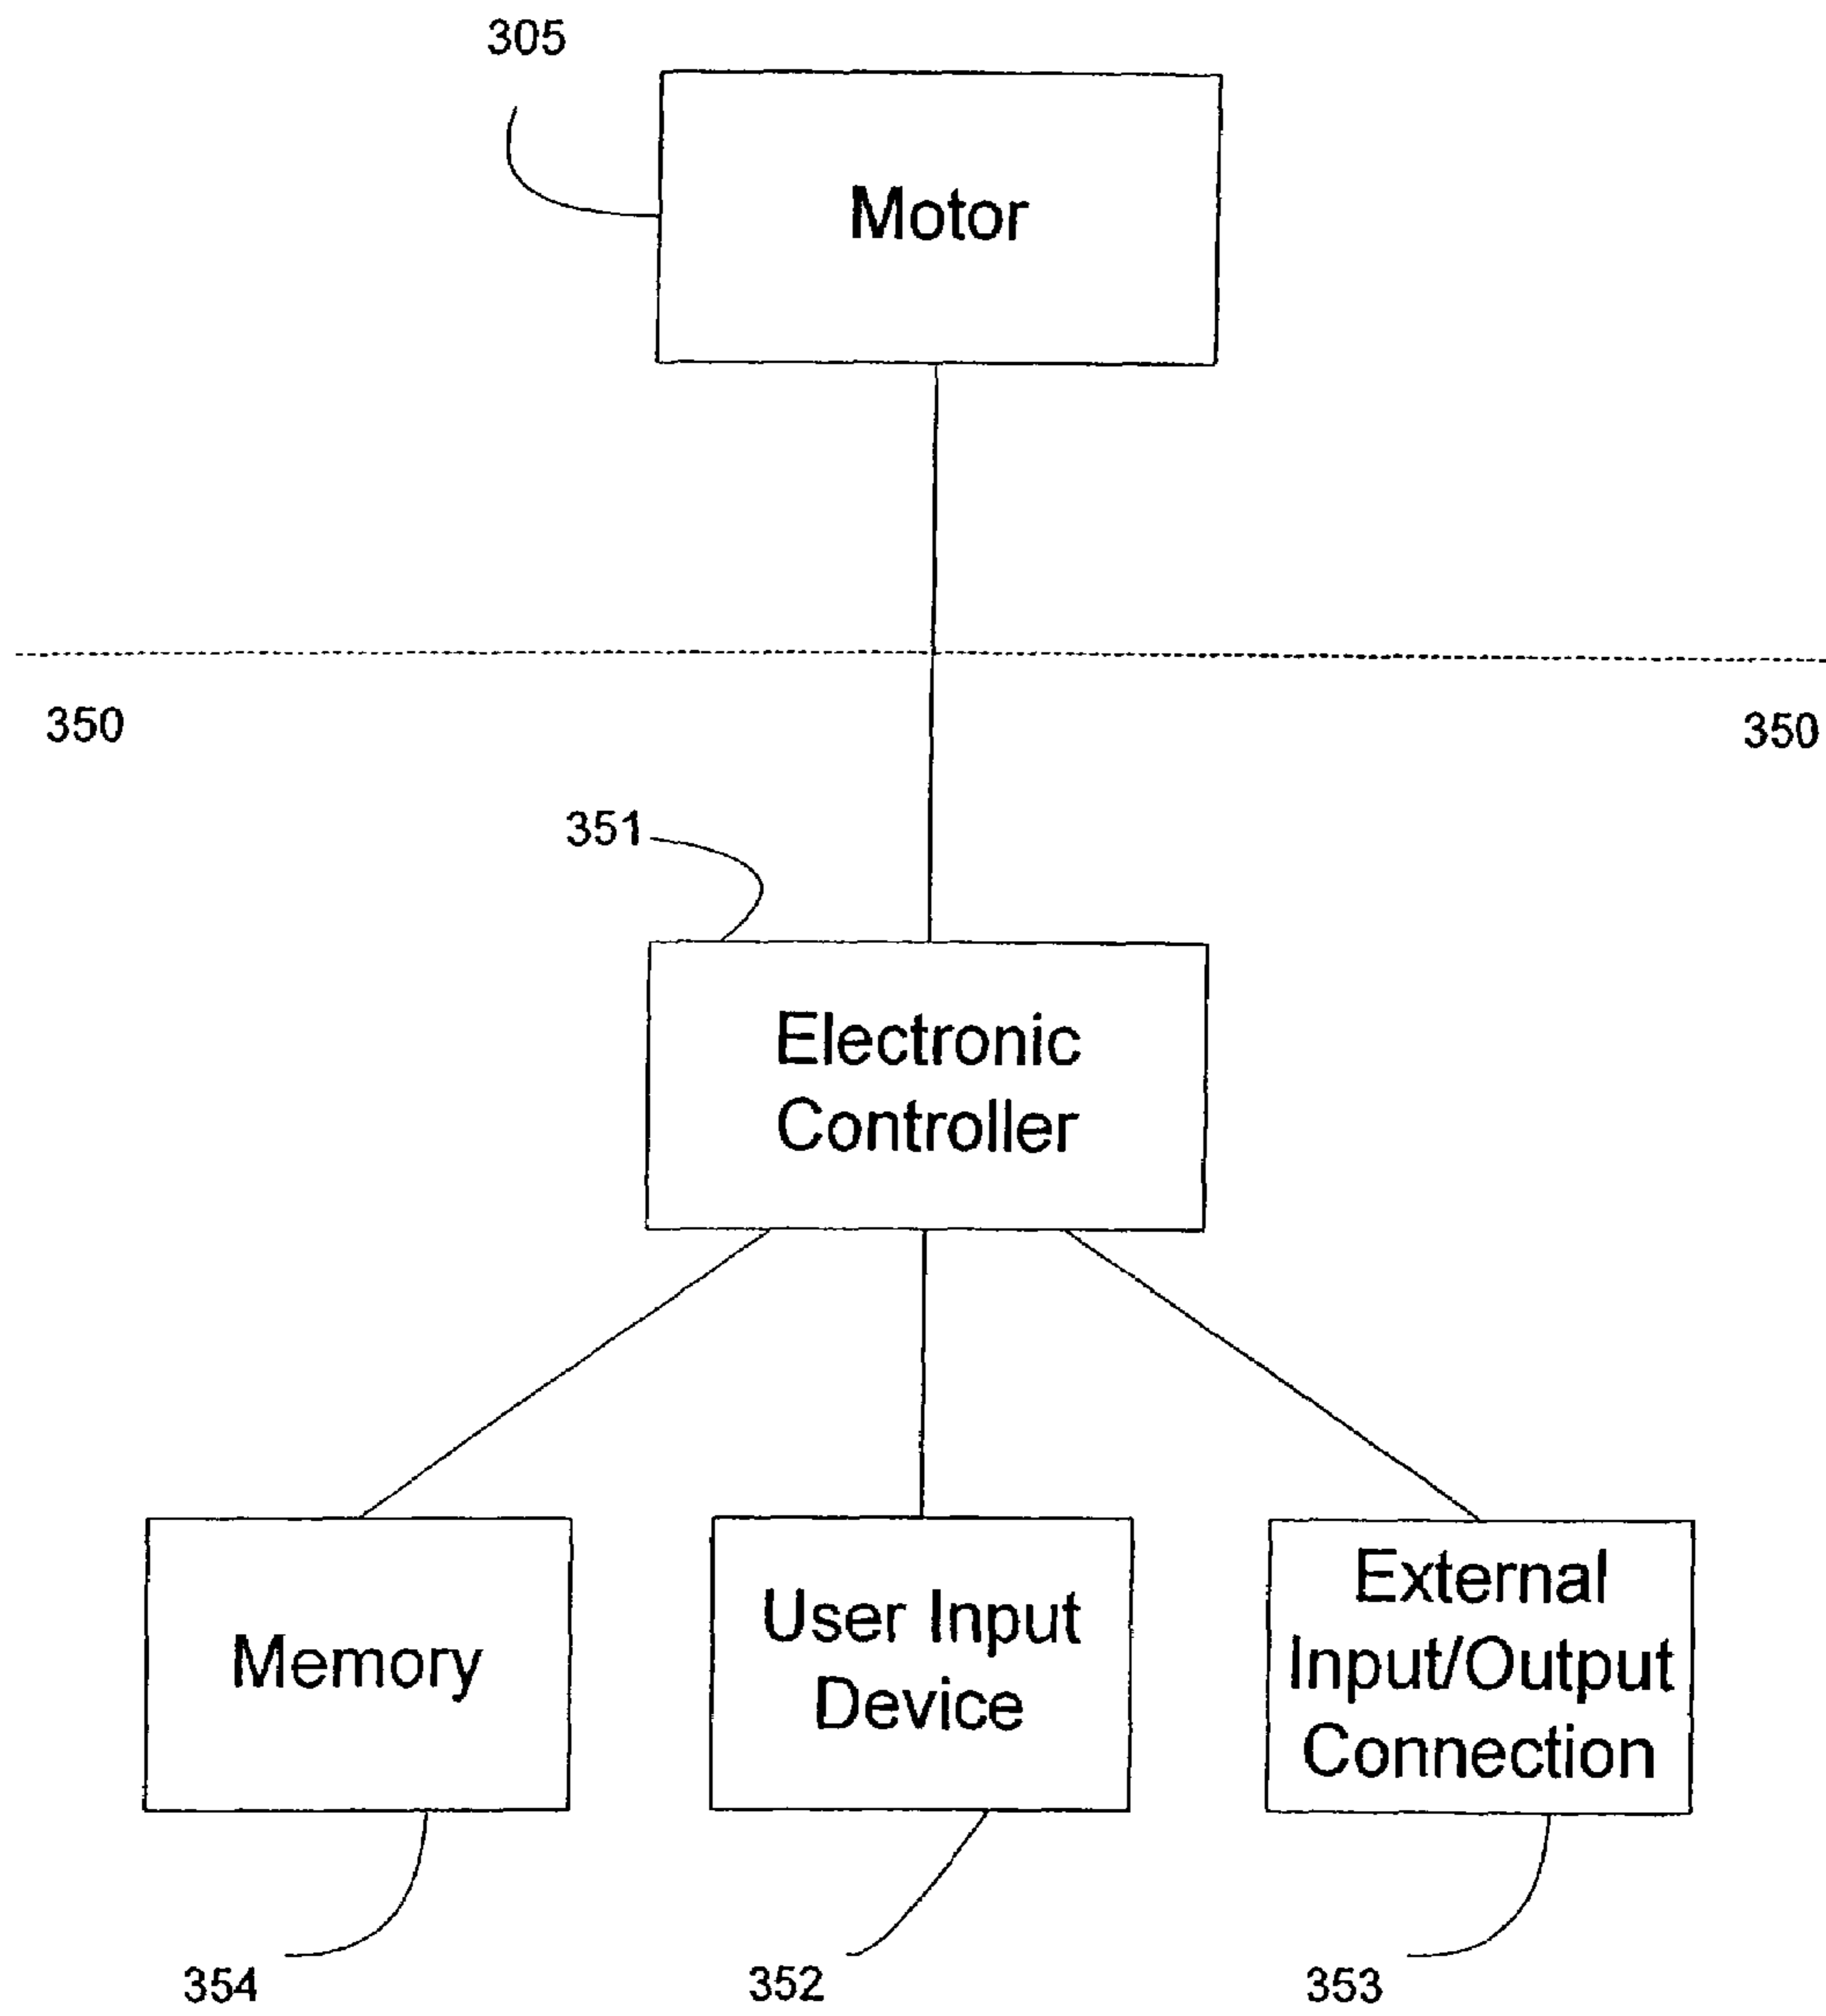 305
Motor
350
350
351
Electronic
Controller
Memory
User Input
Device
External
Input/Output
Connection
354
352
353